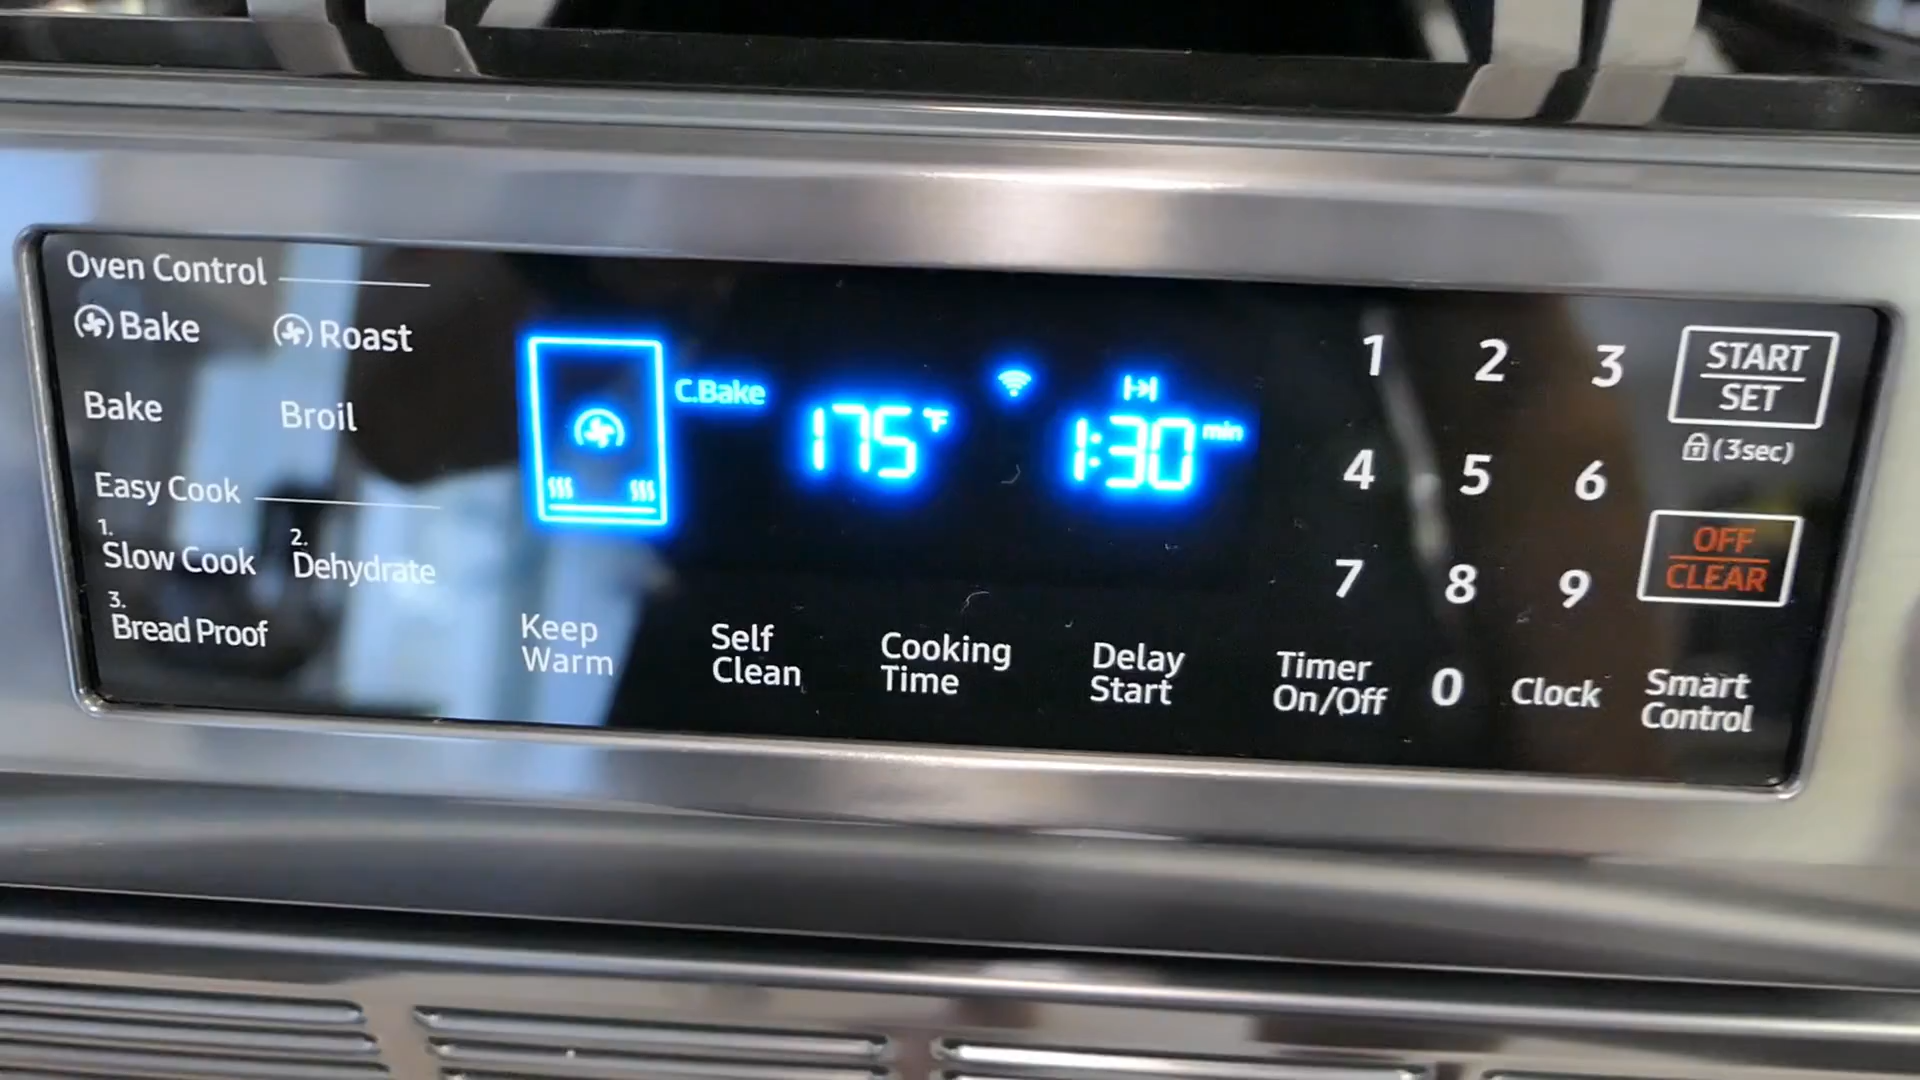 Oven Control
Bake
Roast
Bake
Broil
Easy Cook
1.
Slow Cook
2.
Dehydrate
3.
Bread Proof
C.Bake
175°F
1:30 min
Keep
Warm
Self
Clean
Cooking
Time
Delay
Start
Timer
On/Off
1 2 3
4 5 6
7 8 9
0
Clock
START
SET
(3sec)
OFF
CLEAR
Smart
Control